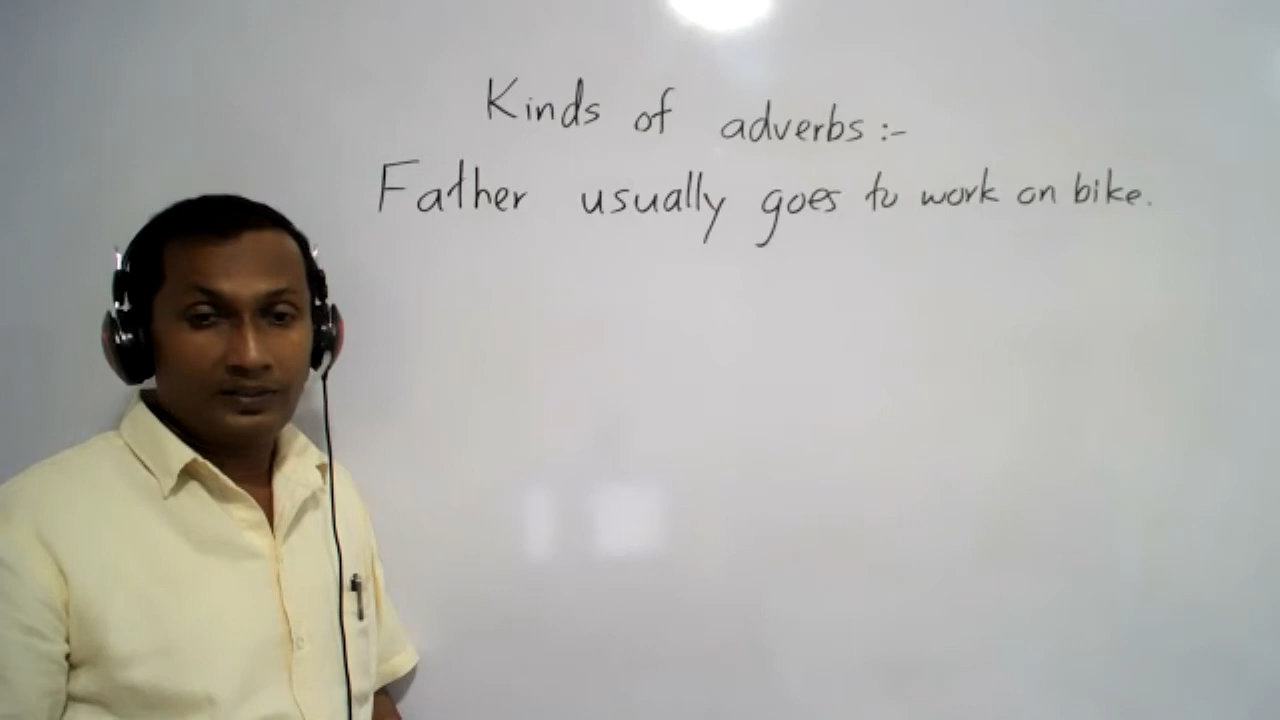 Kinds of adverbs :-
Father usually goes to work on bike.